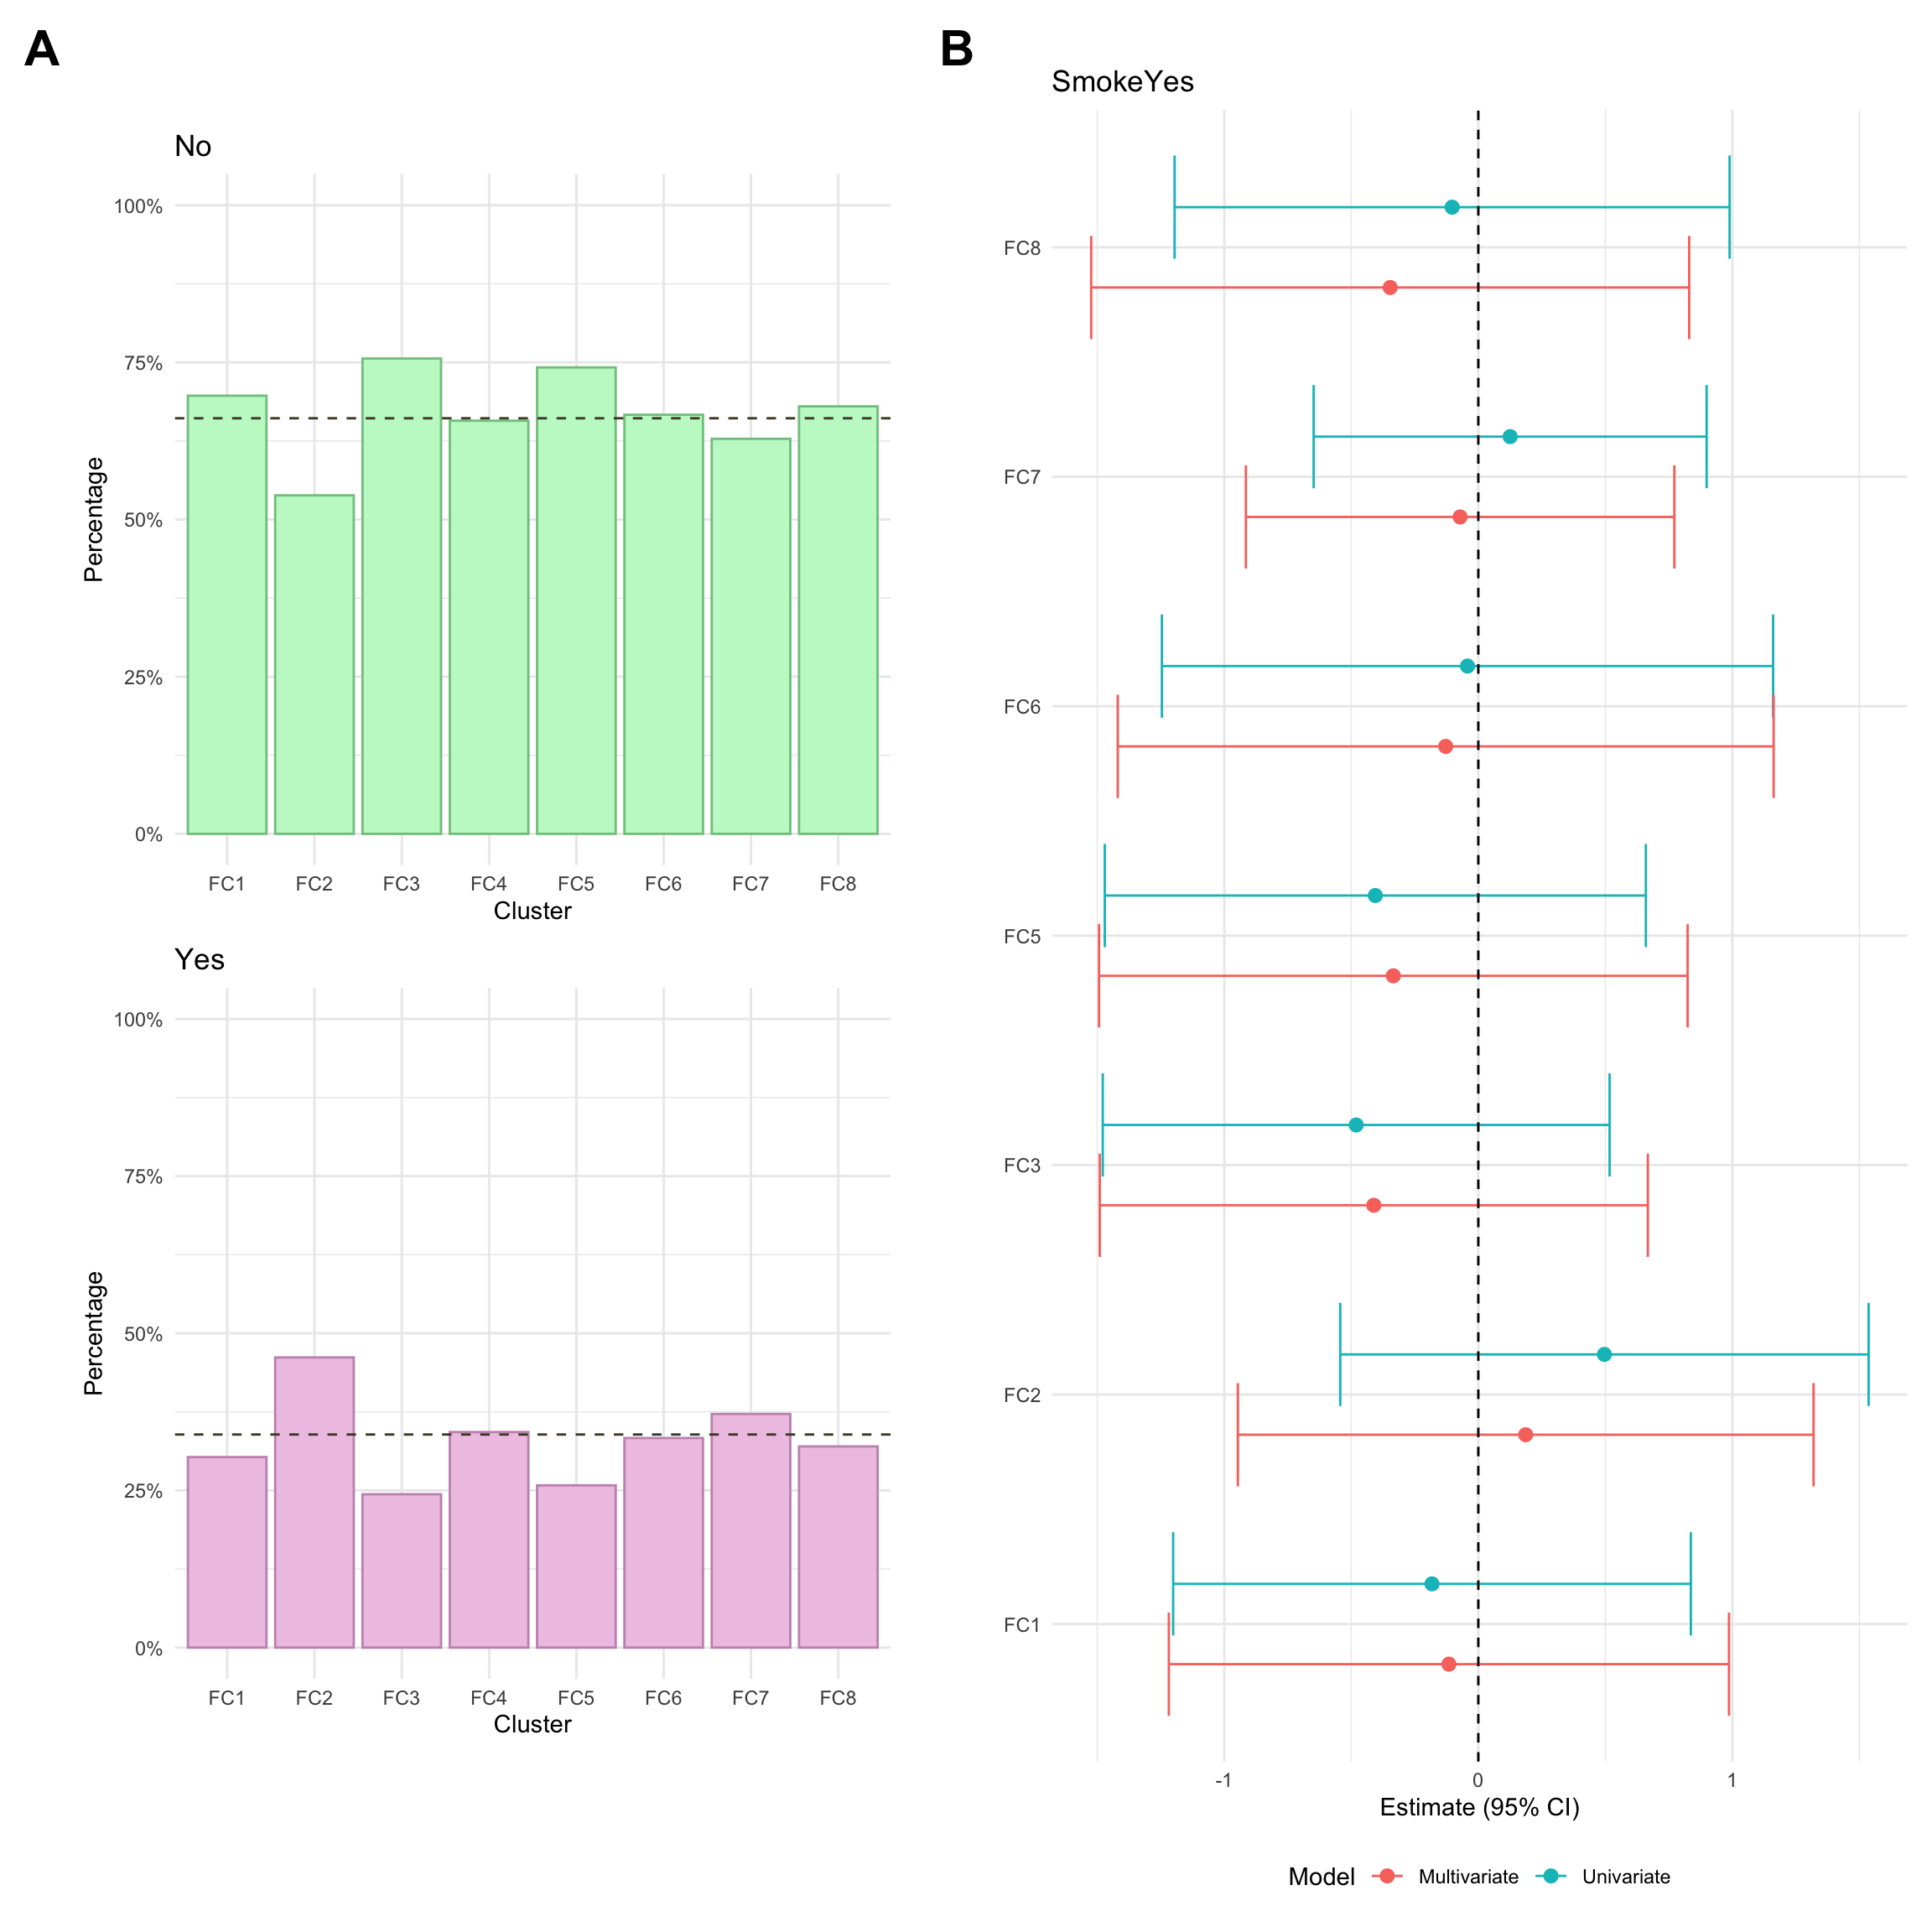 A
No
100%
75%
50%
25%
0%
Percentage
FC1 FC2 FC3 FC4 FC5 FC6 FC7 FC8
Cluster
Yes
100%
75%
50%
25%
0%
Percentage
FC1 FC2 FC3 FC4 FC5 FC6 FC7 FC8
Cluster
B
SmokeYes
FC8
FC7
FC6
FC5
FC3
FC2
FC1
-1 0 1
Estimate (95% CI)
Model Multivariate Univariate